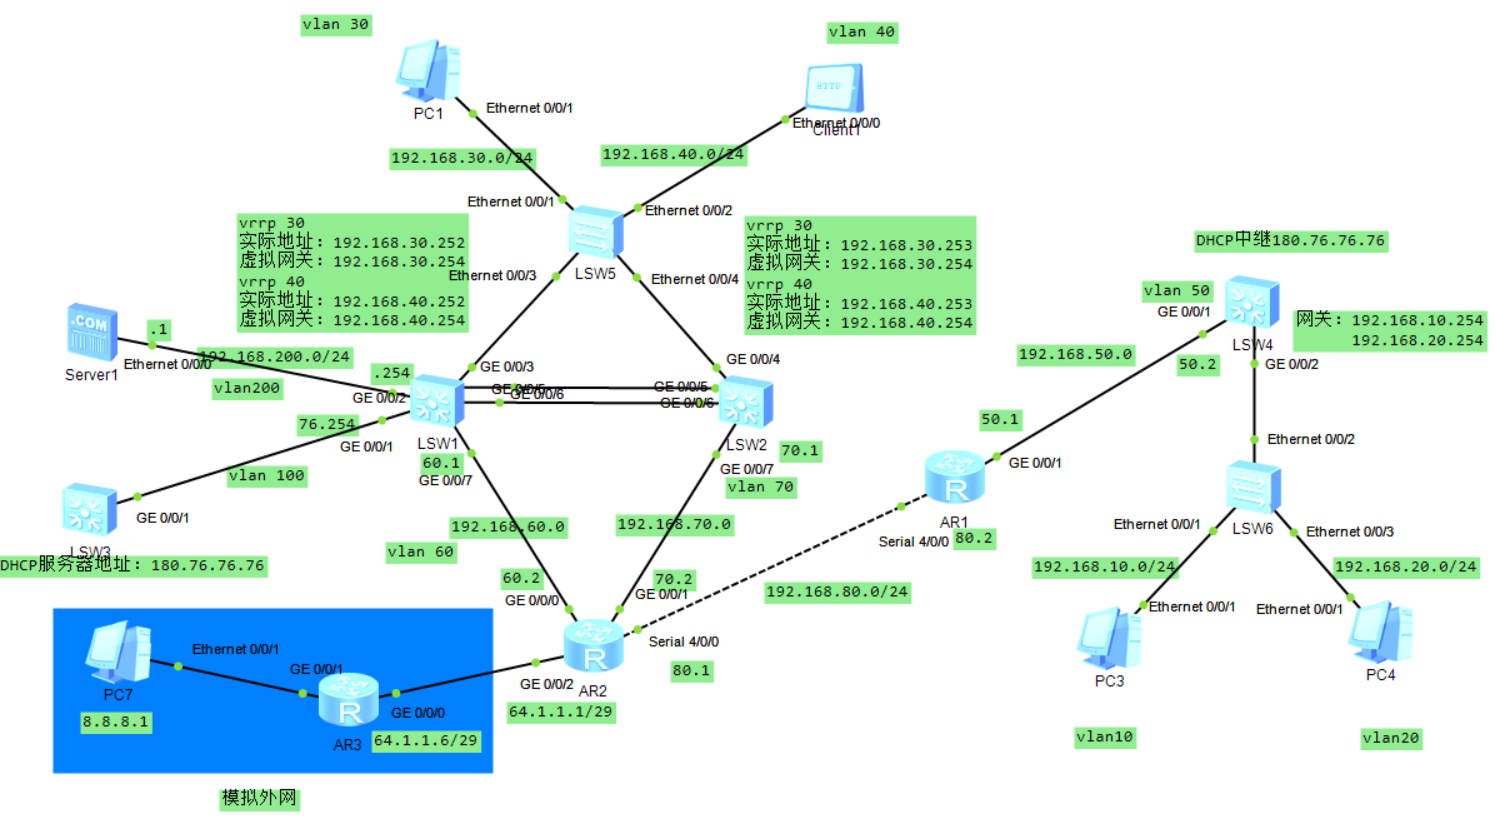 vlan 30
PC1
Ethernet 0/0/1
192.168.30.0/24
Ethernet 0/0/1
vlan 40
HTTP
Ethernet 0/0/0
Client1
192.168.40.0/24
Ethernet 0/0/2
LSW5
Ethernet 0/0/3
Ethernet 0/0/4
vrrp 30
实际地址：192.168.30.252
虚拟网关：192.168.30.254
vrrp 40
实际地址：192.168.40.252
虚拟网关：192.168.40.254
vrrp 30
实际地址：192.168.30.253
虚拟网关：192.168.30.254
vrrp 40
实际地址：192.168.40.253
虚拟网关：192.168.40.254
DHCP中继180.76.76.76
vlan 50
GE 0/0/1
LSW4
网关：192.168.10.254
192.168.20.254
192.168.50.0
50.2
GE 0/0/2
.COM
Server1
.1
Ethernet 0/0/0
192.168.200.0/24
vlan200
.254
GE 0/0/2
GE 0/0/3
GE 0/0/5
GE 0/0/6
GE 0/0/4
GE 0/0/5
GE 0/0/6
LSW1
LSW2
76.254
GE 0/0/1
vlan 100
GE 0/0/1
LSW3
DHCP服务器地址：180.76.76.76
60.1
GE 0/0/7
70.1
GE 0/0/7
vlan 70
192.168.60.0
192.168.70.0
vlan 60
60.2
GE 0/0/0
70.2
GE 0/0/1
50.1
GE 0/0/1
R
AR1
Serial 4/0/0
80.2
192.168.80.0/24
Serial 4/0/0
80.1
R
AR2
GE 0/0/2
64.1.1.1/29
Ethernet 0/0/2
LSW6
Ethernet 0/0/1
Ethernet 0/0/3
192.168.10.0/24
192.168.20.0/24
Ethernet 0/0/1
Ethernet 0/0/1
PC3
PC4
vlan10
vlan20
PC7
Ethernet 0/0/1
8.8.8.1
GE 0/0/1
R
AR3
GE 0/0/0
64.1.1.6/29
模拟外网